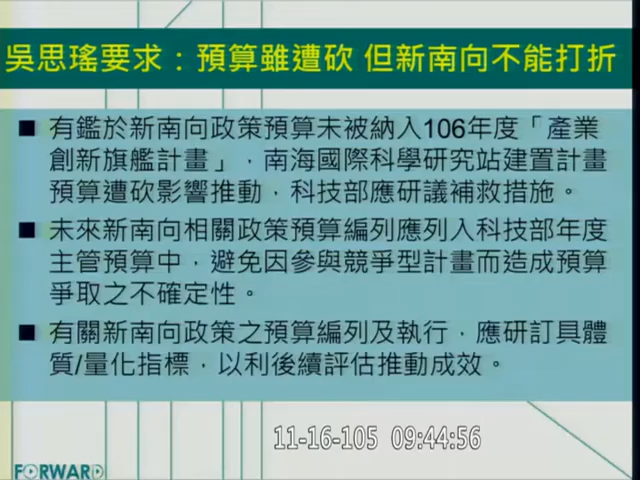 吳思瑤要求：預算雖遭砍 但新南向不能打折
■ 有鑑於新南向政策預算未被納入106年度「產業
創新旗艦計畫」，南海國際科學研究站建置計畫
預算遭砍影響推動，科技部應研議補救措施。
■ 未來新南向相關政策預算編列應列入科技部年度
主管預算中，避免因參與競爭型計畫而造成預算
爭取之不確定性。
■ 有關新南向政策之預算編列及執行，應研訂具體
質/量化指標，以利後續評估推動成效。
11-16-105 09:44:56
FORWARD